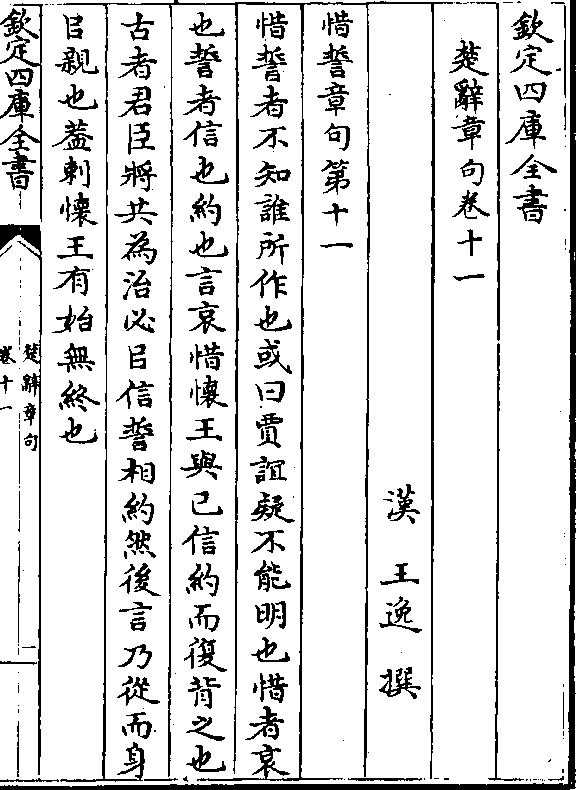 欽定四庫全書
楚辭章句卷十一
漢 王逸 撰
惜誓章句第十一
惜誓者不知誰所作也或曰賈誼疑不能明也惜者哀
也誓者信也約也言哀惜懷王與己信約而復背之也
古者君臣將共為治必㠯信誓相約然後言乃從而身
㠯親也葢刺懷王有始無終也
欽定四庫全書
楚辭章句
卷十一
一